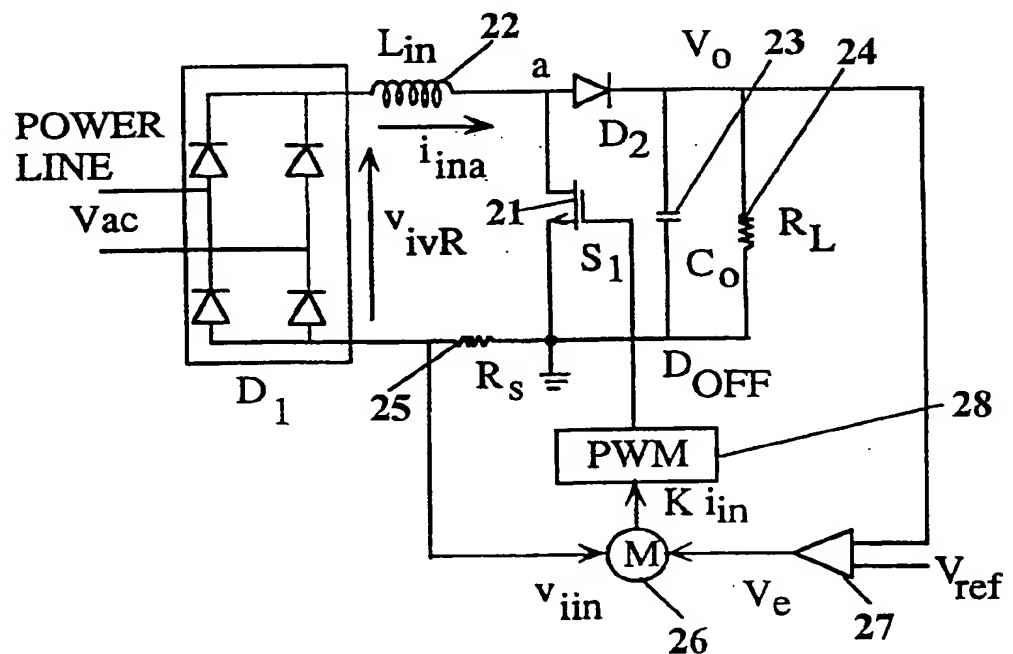 22
L_in
23
V_o
24
a
POWER
LINE
D_2
i_ina
21
Vac
v_ivR
R_L
S_1
C_o
R_s
D_OFF
D_1
25
28
PWM
K i_in
M
V_ref
v_iin
V_e
27
26